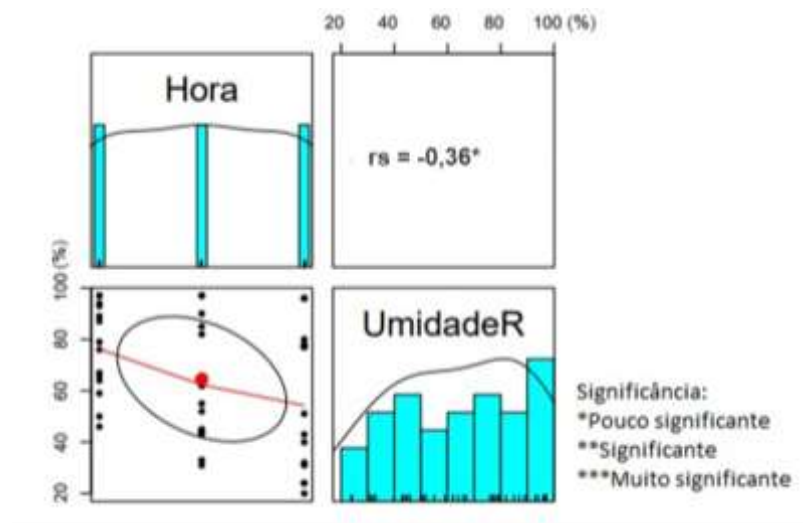 20 40 60 80 100 (%)
Hora
rs = -0,36*
20 40 60 80 100 (%)
UmidadeR
Significância:
*Pouco significante
**Significante
***Muito significante